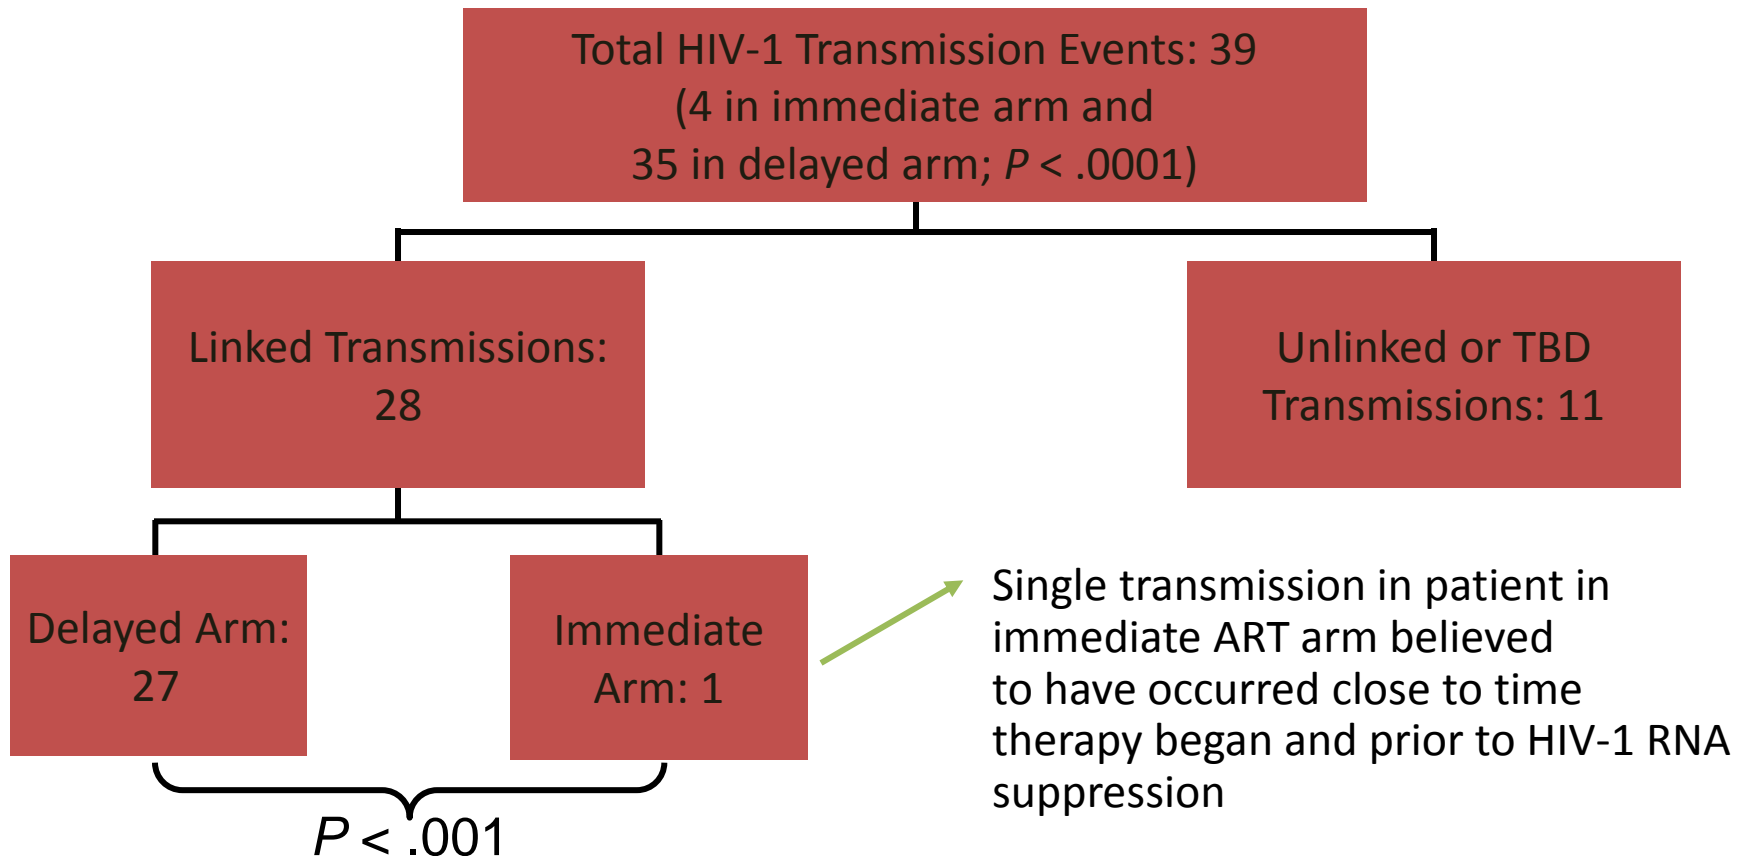 Total HIV-1 Transmission Events: 39
(4 in immediate arm and
35 in delayed arm; P < .0001)
Linked Transmissions:
28
Unlinked or TBD
Transmissions: 11
Delayed Arm:
27
Immediate
Arm: 1
Single transmission in patient in
immediate ART arm believed
to have occurred close to time
therapy began and prior to HIV-1 RNA
suppression
P < .001